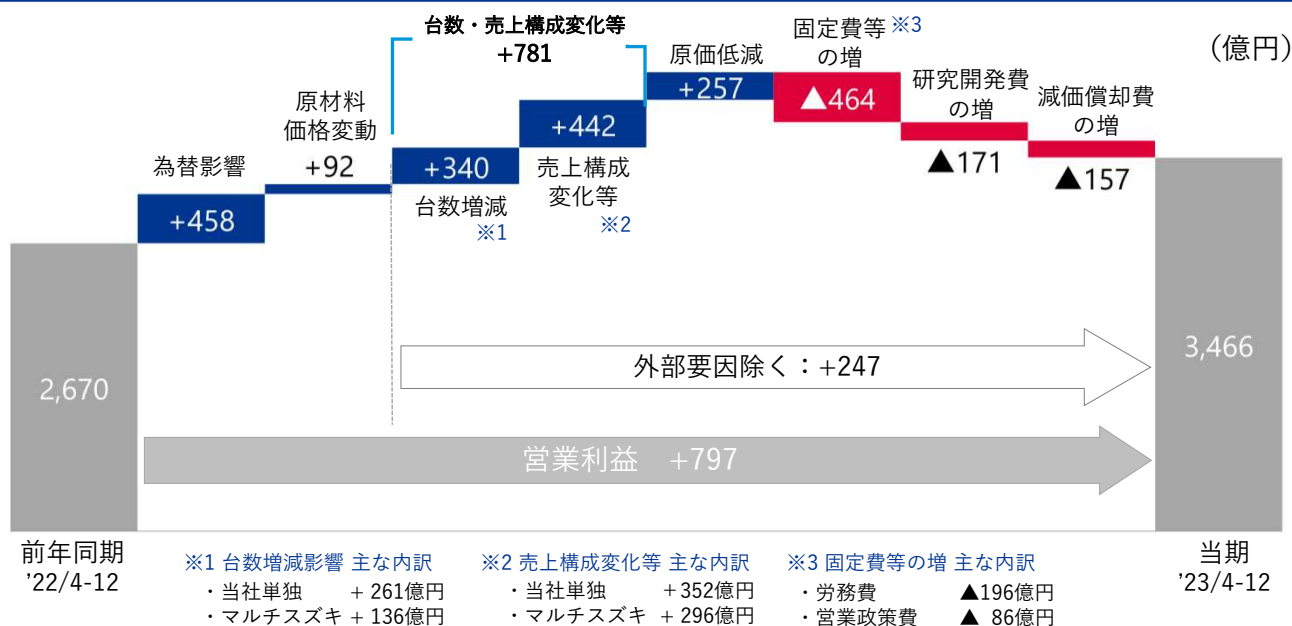 台数・売上構成変化等
+781
(億円)
為替影響
+458
原材料
価格変動
+92
+340
台数増減
※1
+442
売上構成
変化等
※2
原価低減
+257
固定費等※3
の増
▲464
研究開発費
の増
▲171
減価償却費
の増
▲157
2,670
3,466
外部要因除く：+247
営業利益 +797
前年同期
'22/4-12
当期
'23/4-12
※1 台数増減影響 主な内訳
・当社単独 + 261億円
・マルチスズキ + 136億円
※2 売上構成変化等 主な内訳
・当社単独 +352億円
・マルチスズキ + 296億円
※3 固定費等の増 主な内訳
・労務費 ▲196億円
・営業政策費 ▲ 86億円